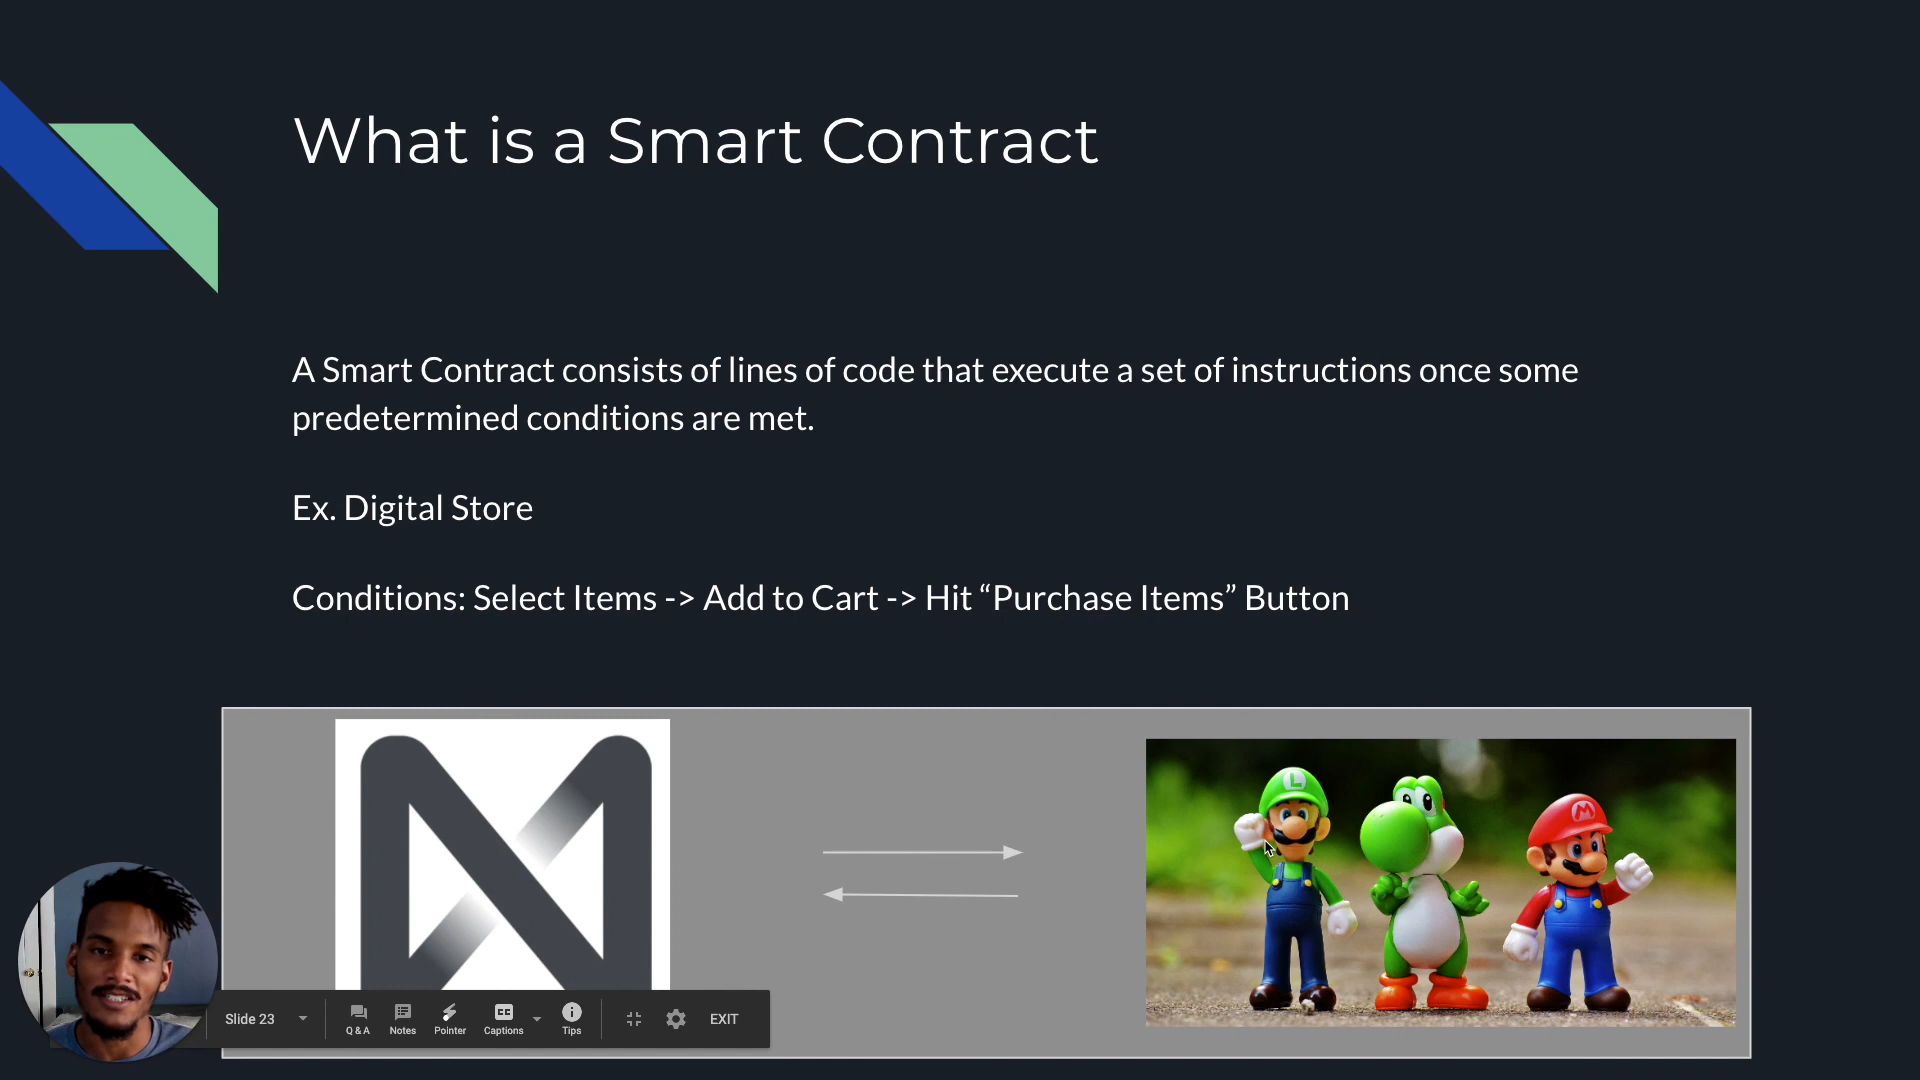 What is a Smart Contract
A Smart Contract consists of lines of code that execute a set of instructions once some
predetermined conditions are met.
Ex. Digital Store
Conditions: Select Items -> Add to Cart -> Hit “Purchase Items” Button
L
M
Slide 23
Q & A
Notes
Pointer
CC
Captions
Tips
EXIT